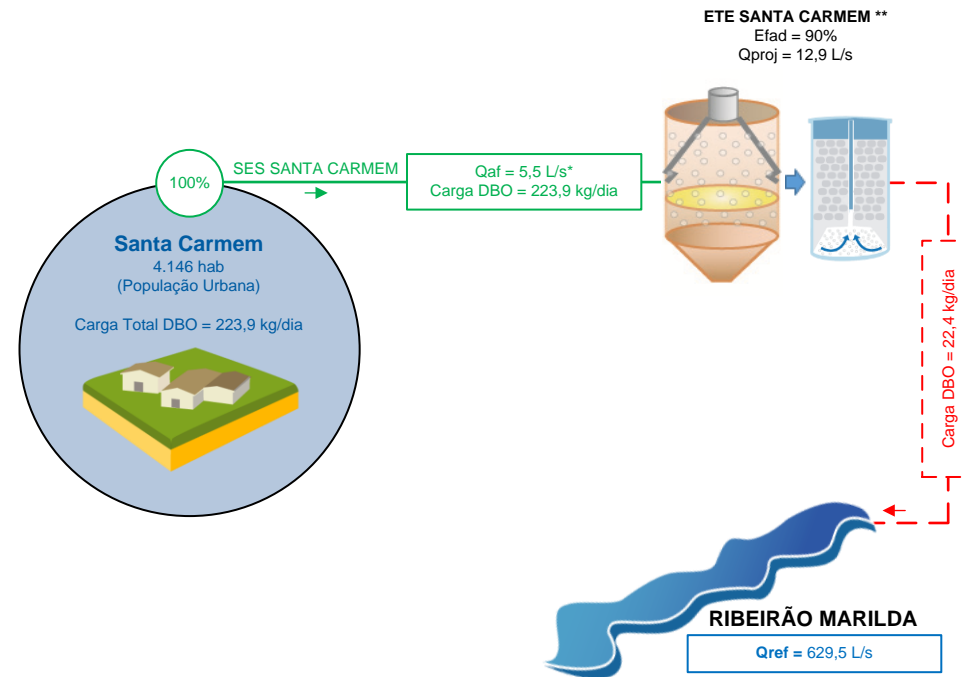 ETE SANTA CARMEM **
Efad = 90%
Qproj = 12,9 L/s
100%
SES SANTA CARMEM
Qaf = 5,5 L/s*
Carga DBO = 223,9 kg/dia
Santa Carmem
4.146 hab
(População Urbana)
Carga Total DBO = 223,9 kg/dia
Carga DBO = 22,4 kg/dia
RIBEIRÃO MARILDA
Qref = 629,5 L/s